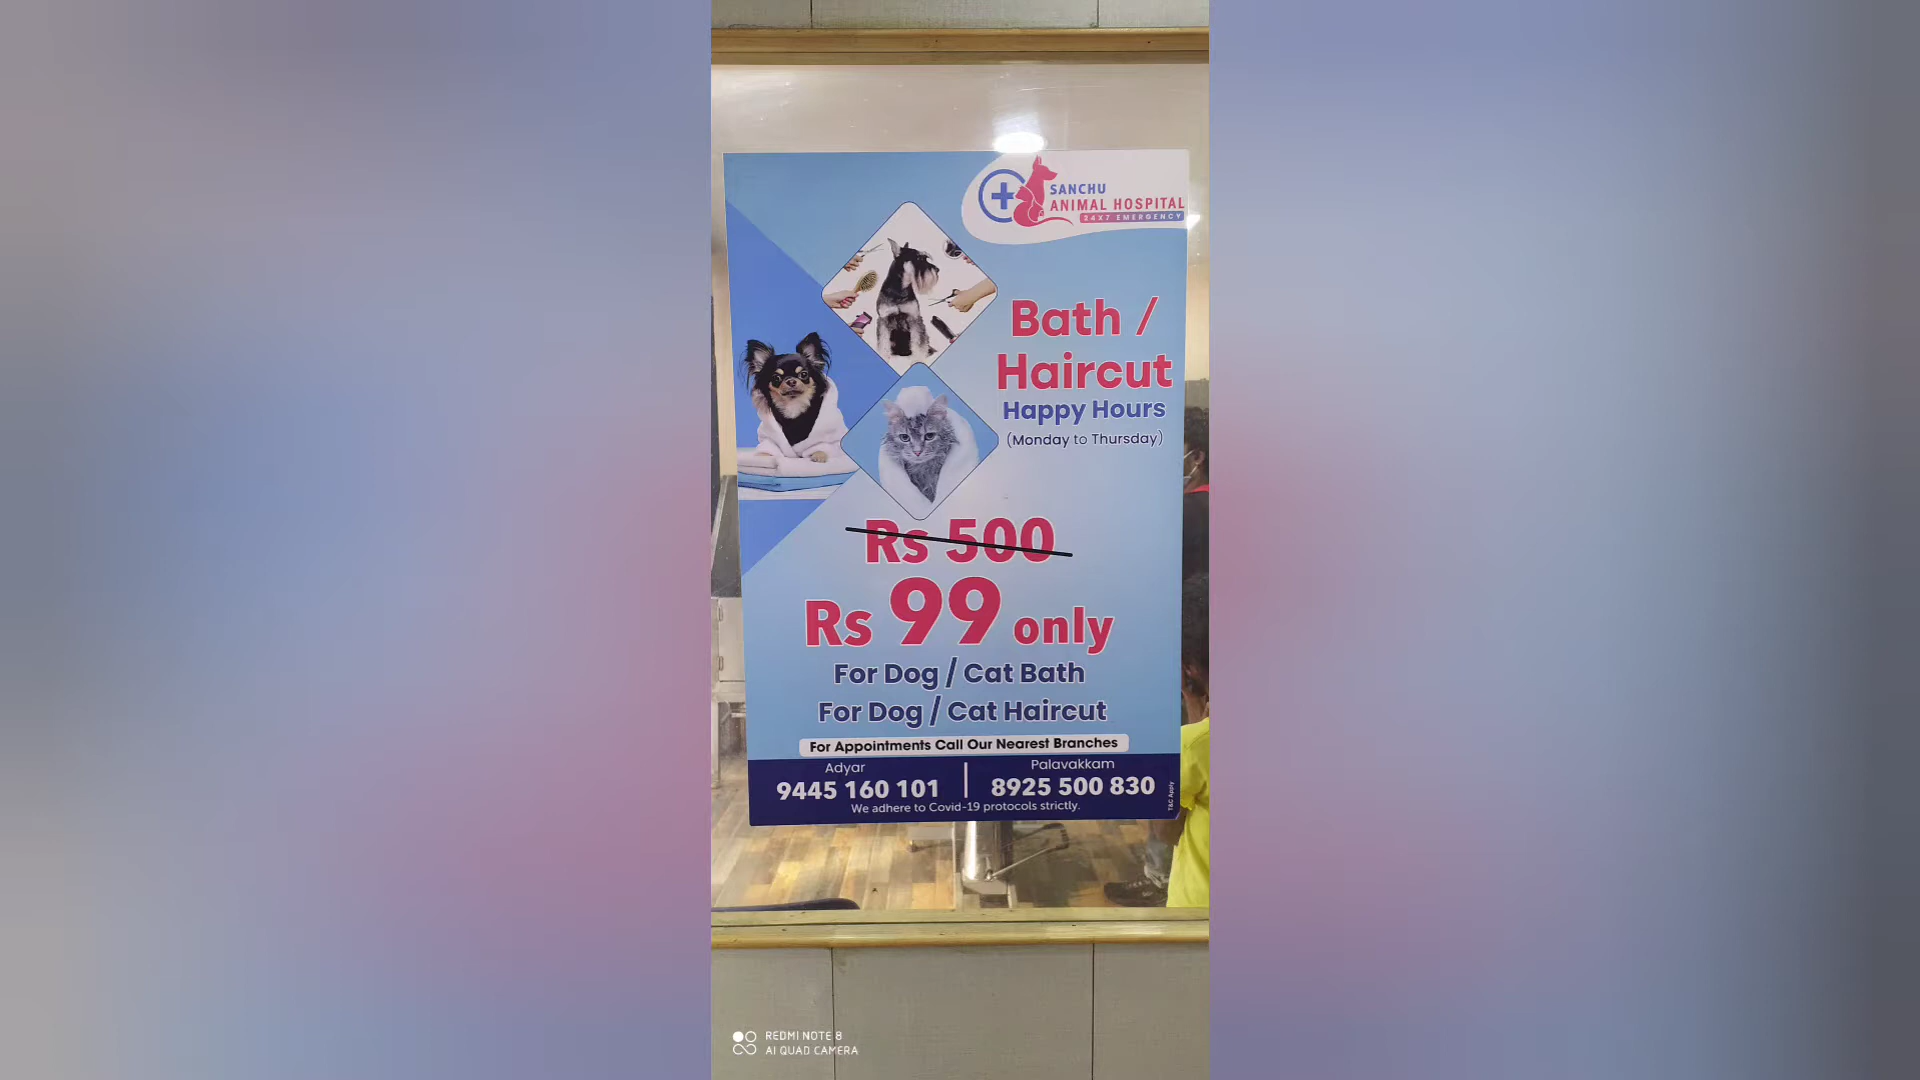 SANCHU
ANIMAL HOSPITAL
24X7 EMERGENCY
Bath /
Haircut
Happy Hours
(Monday to Thursday)
Rs 500
Rs 99 only
For Dog / Cat Bath
For Dog / Cat Haircut
For Appointments Call Our Nearest Branches
Adyar
9445 160 101
Palavakkam
8925 500 830
We adhere to Covid-19 protocols strictly.
T&C Apply
REDMI NOTE 8
AI QUAD CAMERA